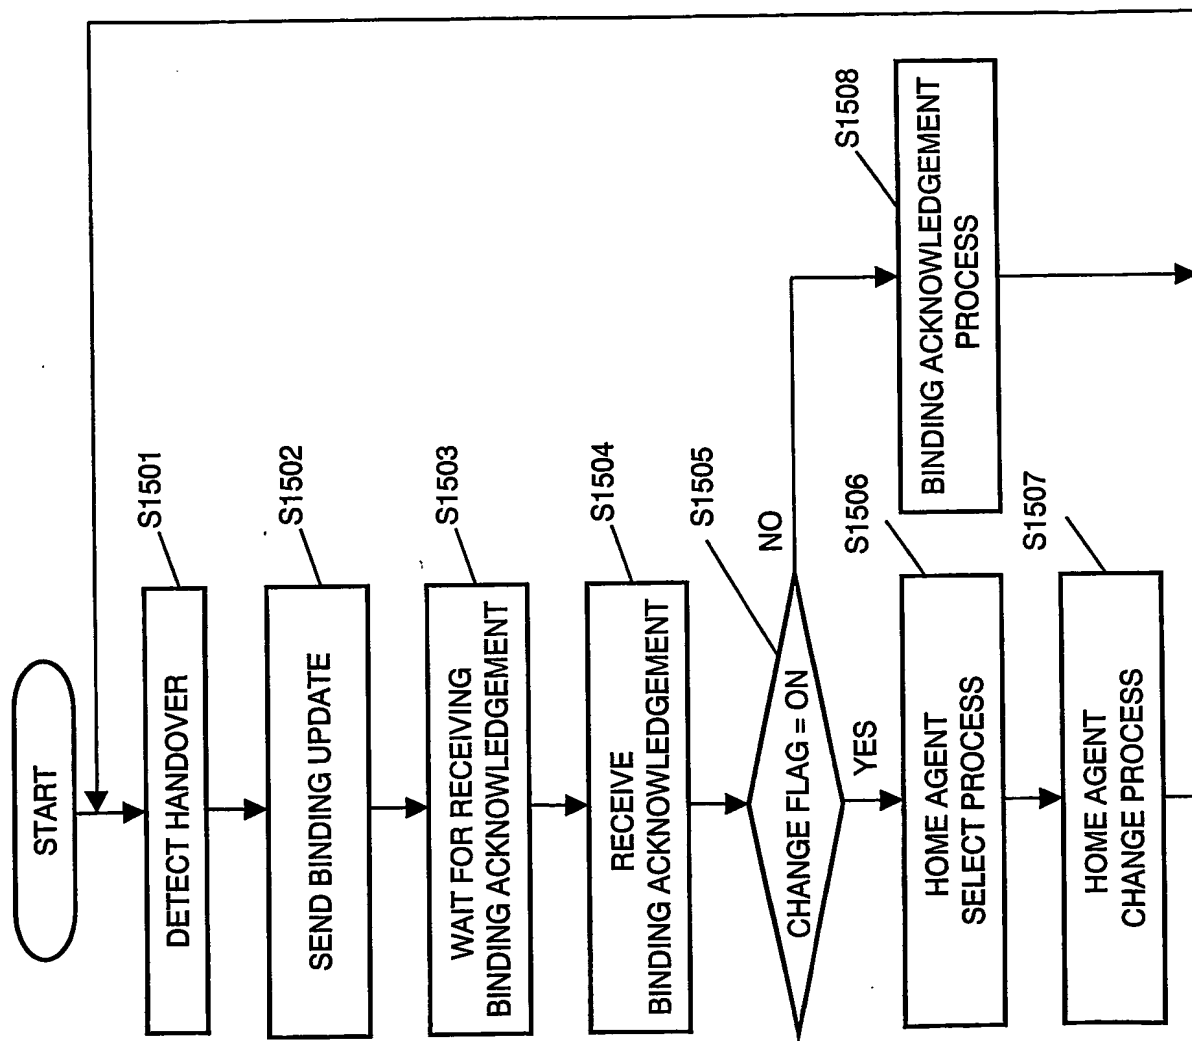 START
DETECT HANDOVER
S1501
SEND BINDING UPDATE
S1502
WAIT FOR RECEIVING
BINDING ACKNOWLEDGEMENT
S1503
RECEIVE
BINDING ACKNOWLEDGEMENT
S1504
CHANGE FLAG = ON
S1505
NO
YES
HOME AGENT
SELECT PROCESS
S1506
HOME AGENT
CHANGE PROCESS
S1507
BINDING ACKNOWLEDGEMENT
PROCESS
S1508